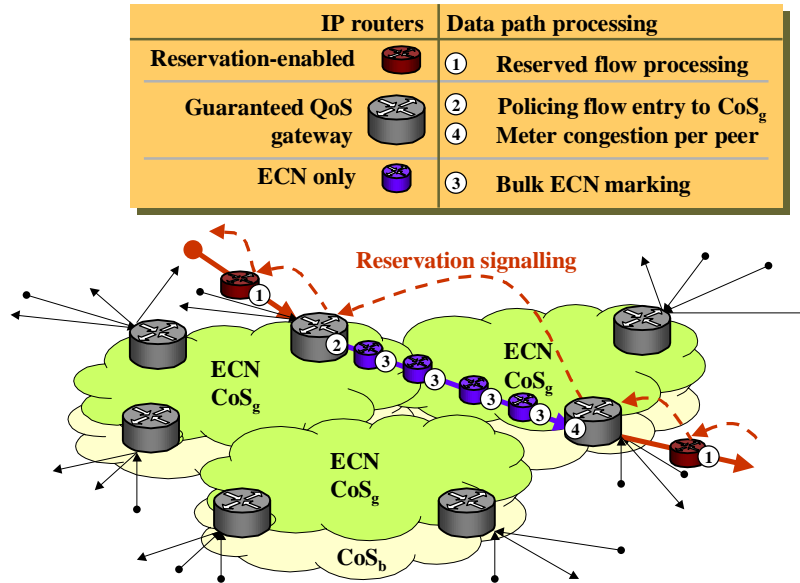 IP routers Data path processing
Reservation-enabled 1 Reserved flow processing
Guaranteed QoS gateway 2 Policing flow entry to CoSg
4 Meter congestion per peer
ECN only 3 Bulk ECN marking
Reservation signalling
1
2
3
3
3
3
4
1
ECN
CoSg
ECN
CoSg
ECN
CoSg
CoSb